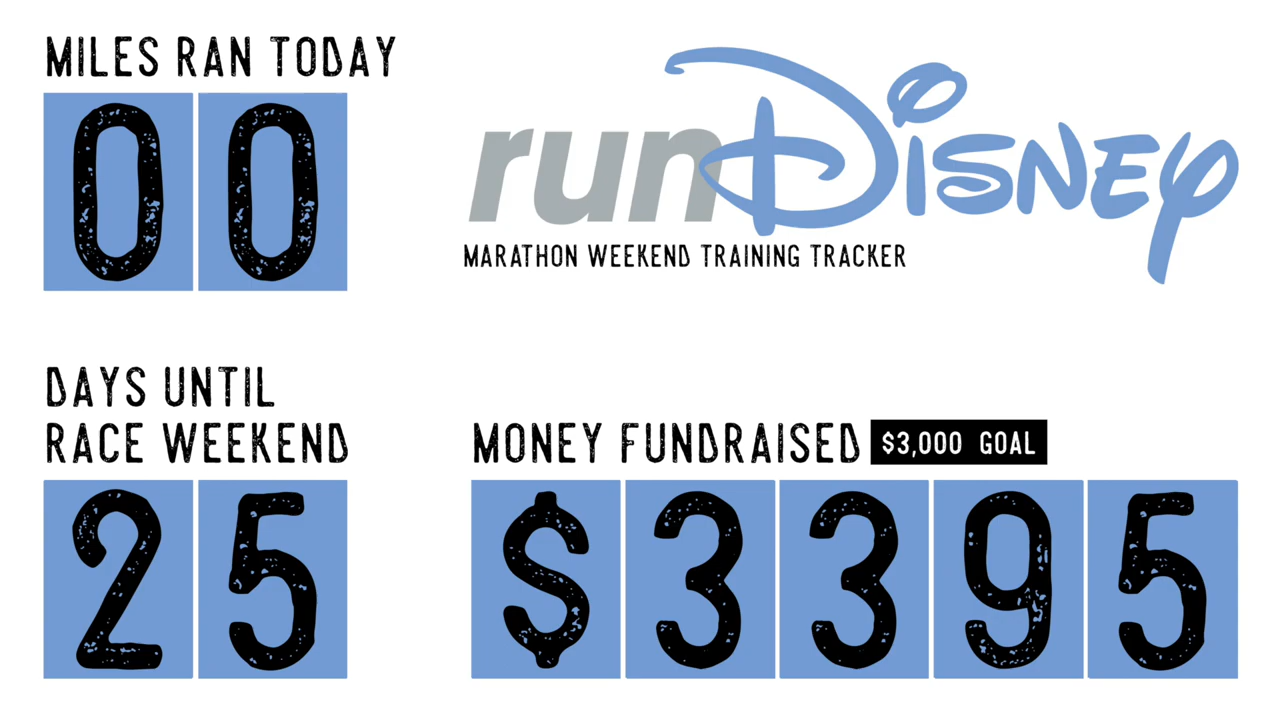 MILES RAN TODAY
00
runDisney
MARATHON WEEKEND TRAINING TRACKER
DAYS UNTIL
RACE WEEKEND
25
MONEY FUNDRAISED $3,000 GOAL
$3395